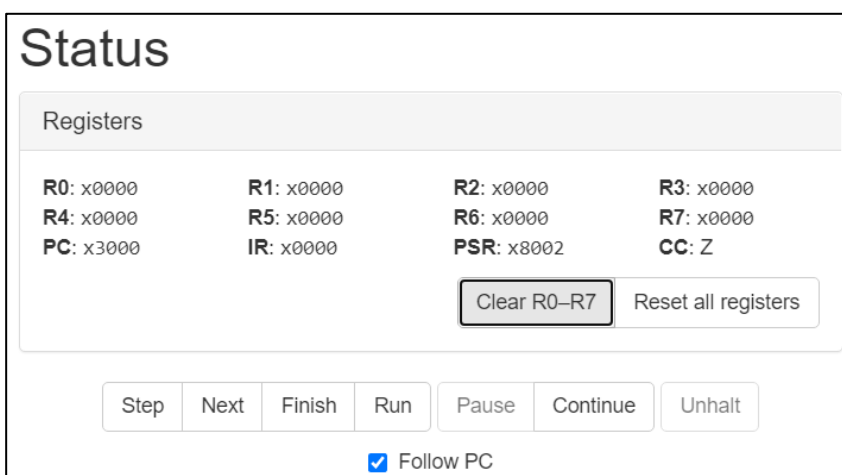 Status
Registers
R0: x0000 R1: x0000 R2: x0000 R3: x0000
R4: x0000 R5: x0000 R6: x0000 R7: x0000
PC: x3000 IR: x0000 PSR: x8002 CC: Z
Clear R0–R7 Reset all registers
Step Next Finish Run Pause Continue Unhalt
Follow PC